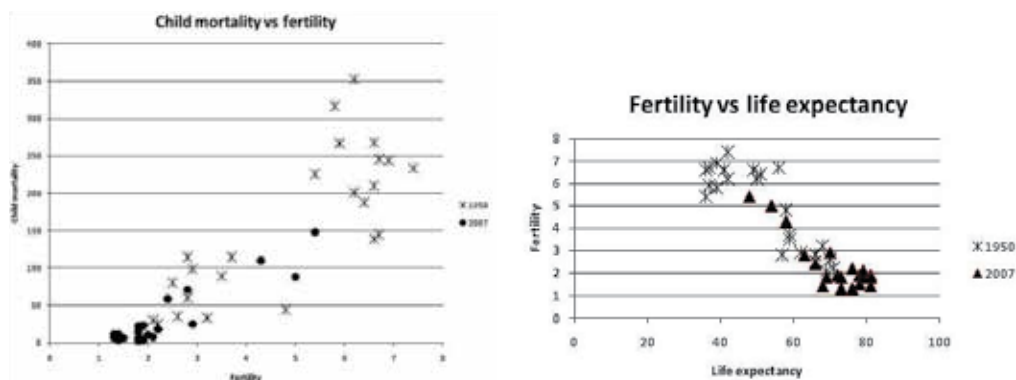 Child mortality vs fertility
400
350
300
250
200
150
100
50
0
Child mortality
0 1 2 3 4 5 6 7 8
Fertility
1950
2007
Fertility vs life expectancy
8
7
6
5
4
3
2
1
0
Fertility
0 20 40 60 80 100
Life expectancy
1950
2007